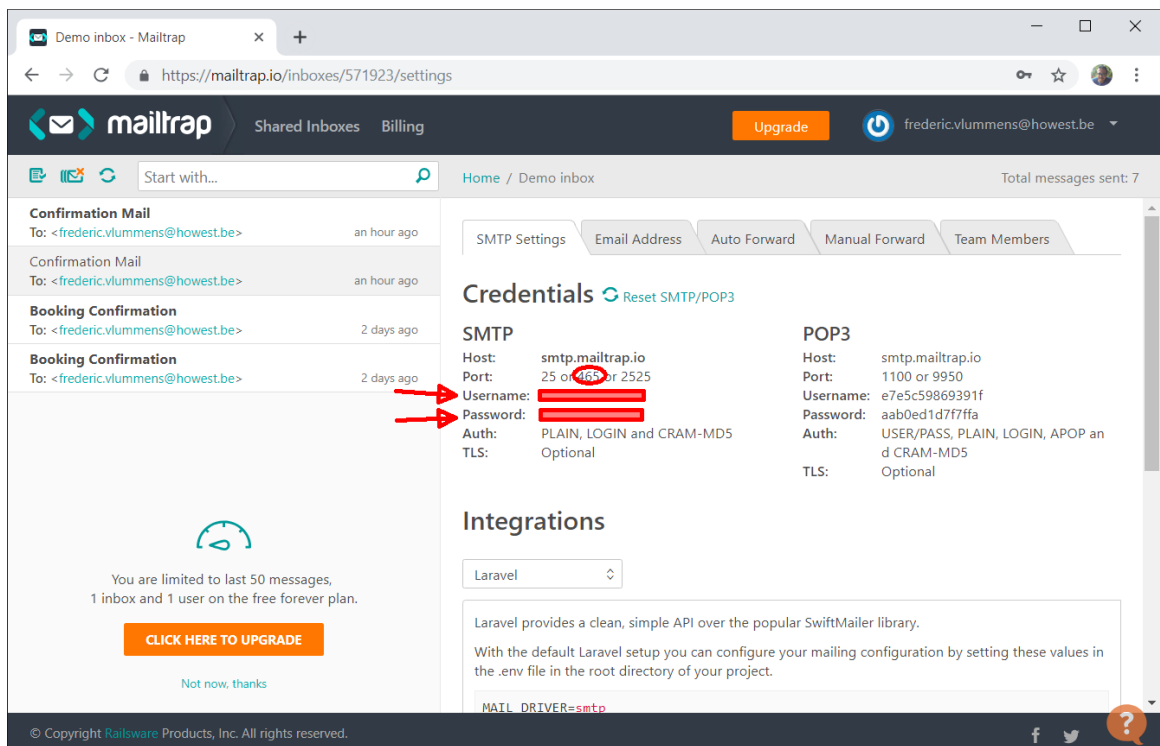 Demo inbox - Mailtrap
https://mailtrap.io/inboxes/571923/settings
mailtrap
Shared Inboxes
Billing
Upgrade
frederic.vlummens@howest.be
Start with...
Home / Demo inbox
Total messages sent: 7
Confirmation Mail
To: <frederic.vlummens@howest.be>
an hour ago
Confirmation Mail
To: <frederic.vlummens@howest.be>
an hour ago
Booking Confirmation
To: <frederic.vlummens@howest.be>
2 days ago
Booking Confirmation
To: <frederic.vlummens@howest.be>
2 days ago
You are limited to last 50 messages,
1 inbox and 1 user on the free forever plan.
CLICK HERE TO UPGRADE
Not now, thanks
SMTP Settings
Email Address
Auto Forward
Manual Forward
Team Members
Credentials
Reset SMTP/POP3
SMTP
Host: smtp.mailtrap.io
Port: 25 or 465 or 2525
Username:
Password:
Auth: PLAIN, LOGIN and CRAM-MD5
TLS: Optional
POP3
Host: smtp.mailtrap.io
Port: 1100 or 9950
Username: e7e5c59869391f
Password: aab0ed1d7f7ffa
Auth: USER/PASS, PLAIN, LOGIN, APOP an
d CRAM-MD5
TLS: Optional
Integrations
Laravel
Laravel provides a clean, simple API over the popular SwiftMailer library.
With the default Laravel setup you can configure your mailing configuration by setting these values in
the .env file in the root directory of your project.
MAIL_DRIVER=smtp
© Copyright Railsware Products, Inc. All rights reserved.
?